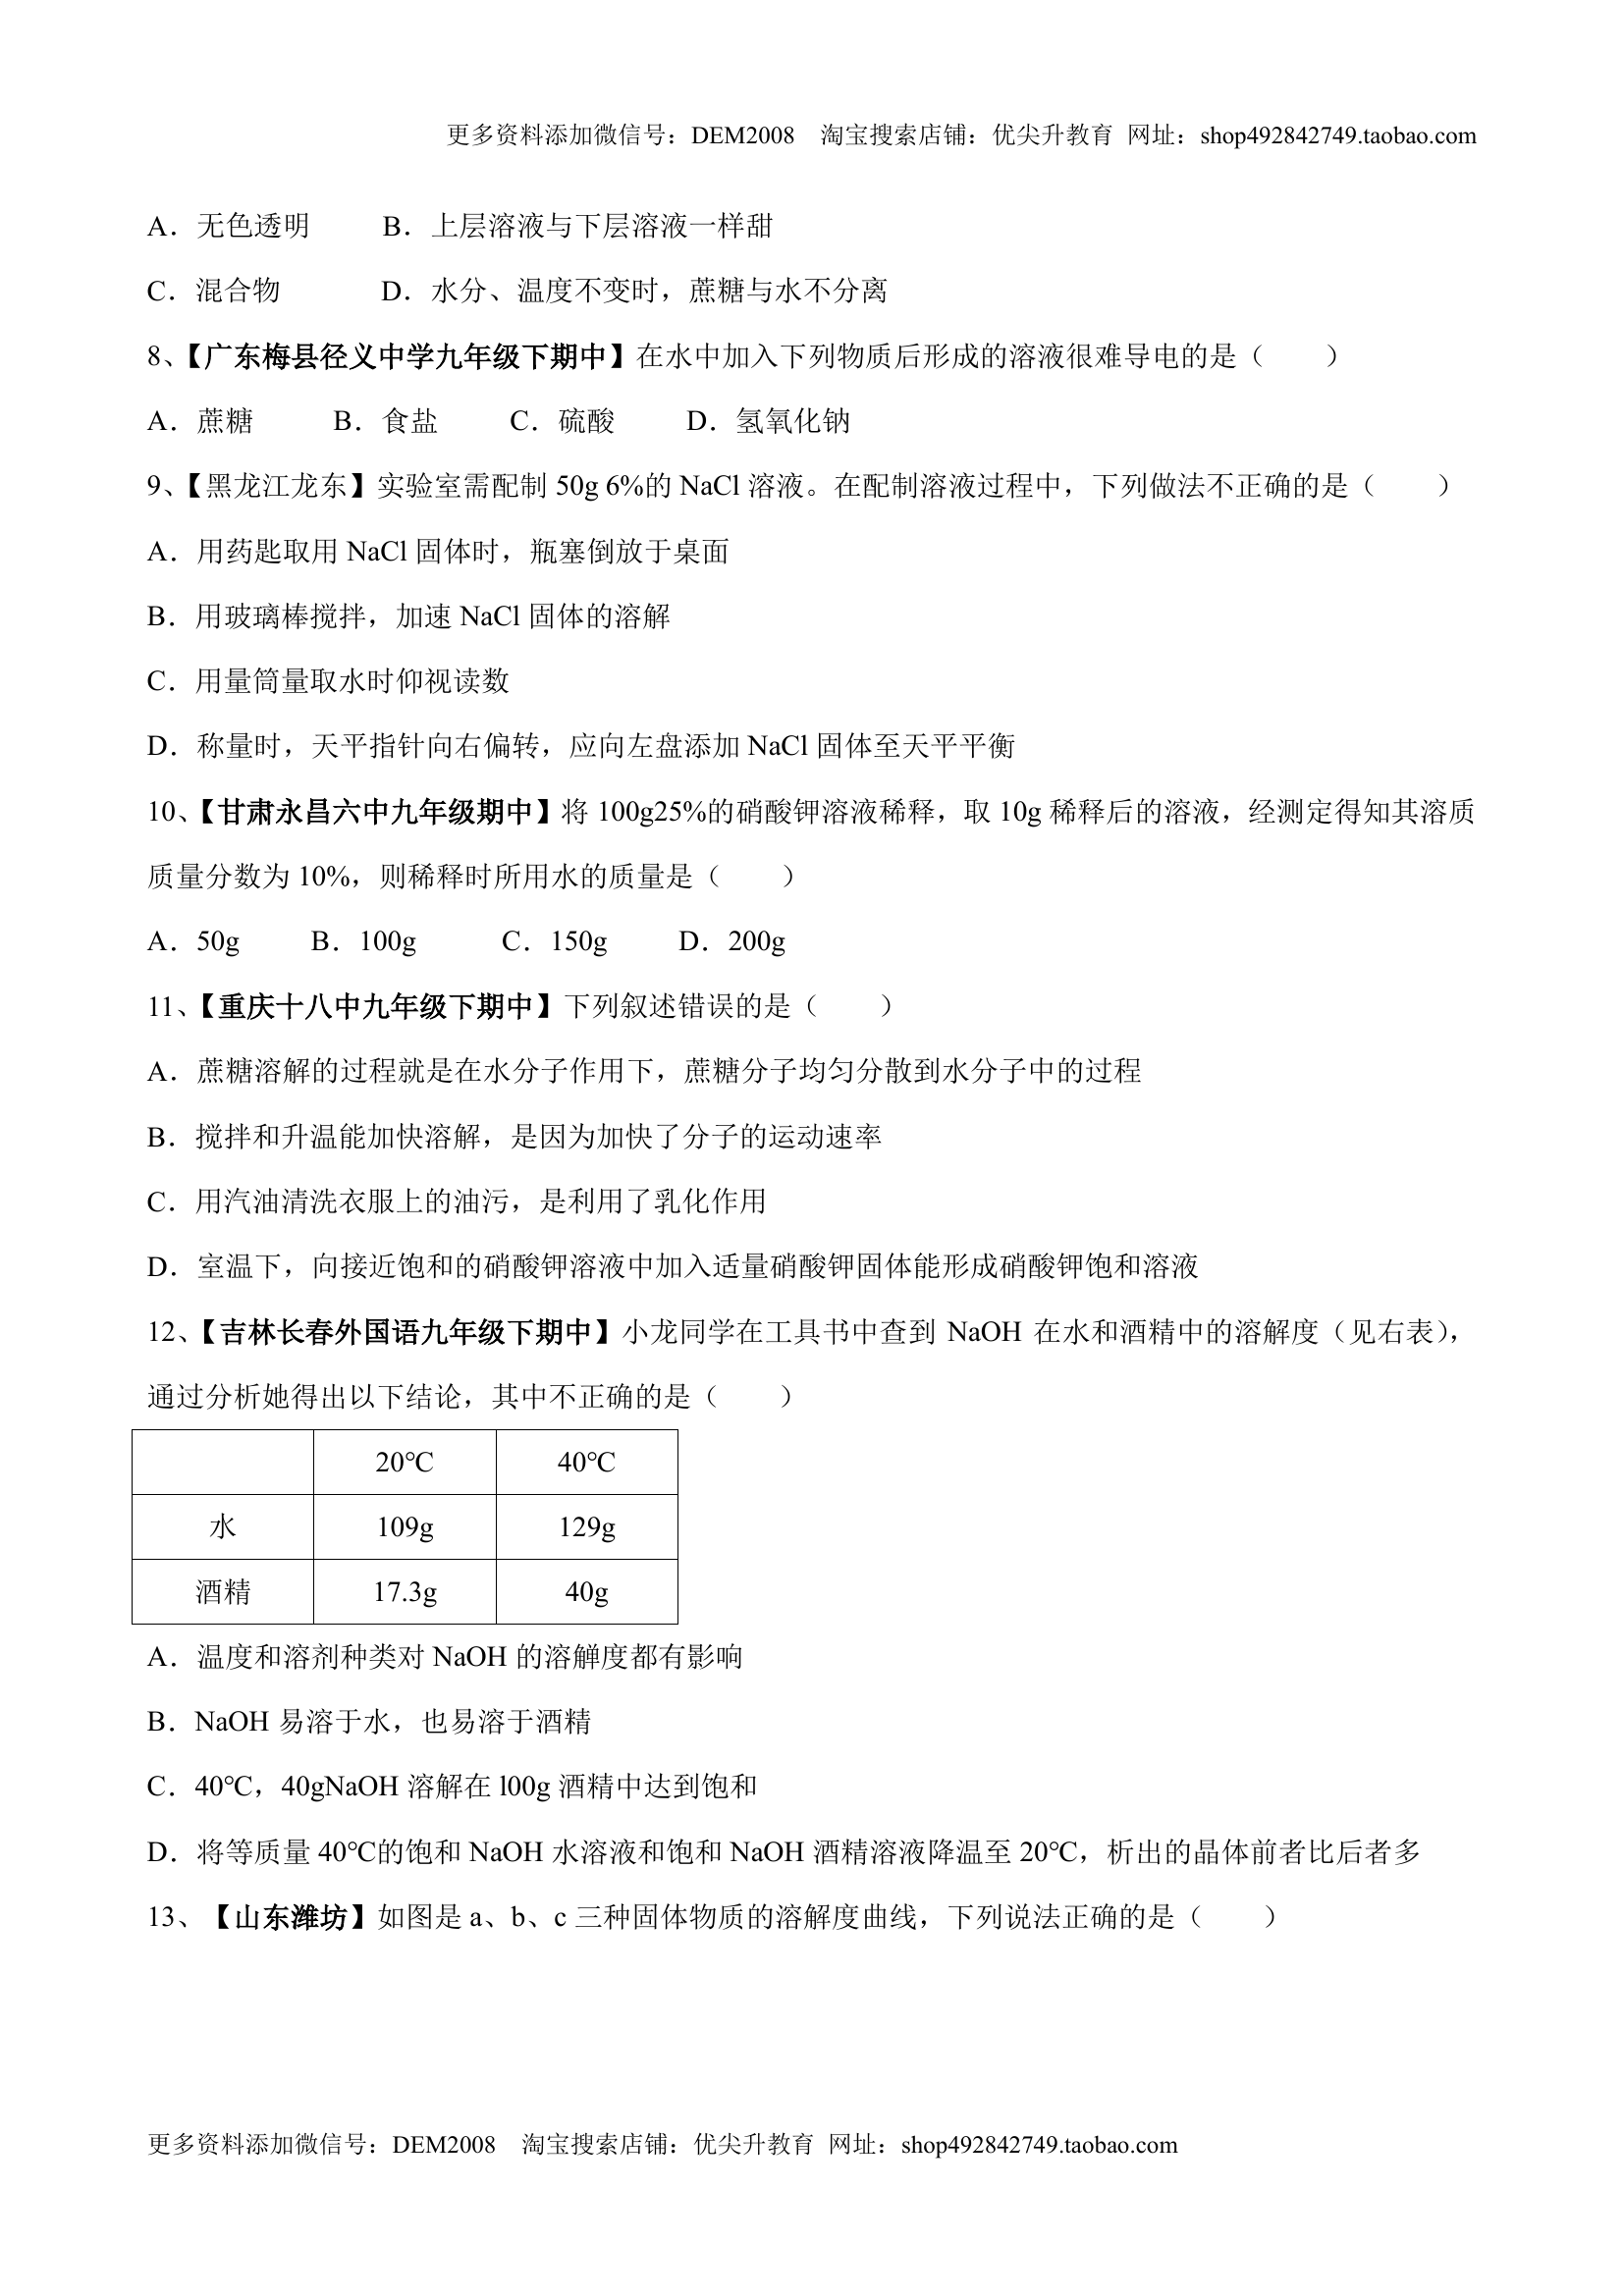 更多资料添加微信号：DEM2008 淘宝搜索店铺：优尖升教育 网址：shop492842749.taobao.com
A．无色透明 B．上层溶液与下层溶液一样甜
C．混合物 D．水分、温度不变时，蔗糖与水不分离
8、【广东梅县径义中学九年级下期中】在水中加入下列物质后形成的溶液很难导电的是（ ）
A．蔗糖 B．食盐 C．硫酸 D．氢氧化钠
9、【黑龙江龙东】实验室需配制 50g 6%的 NaCl 溶液。在配制溶液过程中，下列做法不正确的是（ ）
A．用药匙取用 NaCl 固体时，瓶塞倒放于桌面
B．用玻璃棒搅拌，加速 NaCl 固体的溶解
C．用量筒量取水时仰视读数
D．称量时，天平指针向右偏转，应向左盘添加 NaCl 固体至天平平衡
10、【甘肃永昌六中九年级期中】将 100g25%的硝酸钾溶液稀释，取 10g 稀释后的溶液，经测定得知其溶质
质量分数为 10%，则稀释时所用水的质量是（ ）
A．50g B．100g C．150g D．200g
11、【重庆十八中九年级下期中】下列叙述错误的是（ ）
A．蔗糖溶解的过程就是在水分子作用下，蔗糖分子均匀分散到水分子中的过程
B．搅拌和升温能加快溶解，是因为加快了分子的运动速率
C．用汽油清洗衣服上的油污，是利用了乳化作用
D．室温下，向接近饱和的硝酸钾溶液中加入适量硝酸钾固体能形成硝酸钾饱和溶液
12、【吉林长春外国语九年级下期中】小龙同学在工具书中查到 NaOH 在水和酒精中的溶解度（见右表），
通过分析她得出以下结论，其中不正确的是（ ）
20℃ 40℃
水 109g 129g
酒精 17.3g 40g
A．温度和溶剂种类对 NaOH 的溶觯度都有影响
B．NaOH 易溶于水，也易溶于酒精
C．40℃，40gNaOH 溶解在 l00g 酒精中达到饱和
D．将等质量 40℃的饱和 NaOH 水溶液和饱和 NaOH 酒精溶液降温至 20℃，析出的晶体前者比后者多
13、【山东潍坊】如图是 a、b、c 三种固体物质的溶解度曲线，下列说法正确的是（ ）
更多资料添加微信号：DEM2008 淘宝搜索店铺：优尖升教育 网址：shop492842749.taobao.com